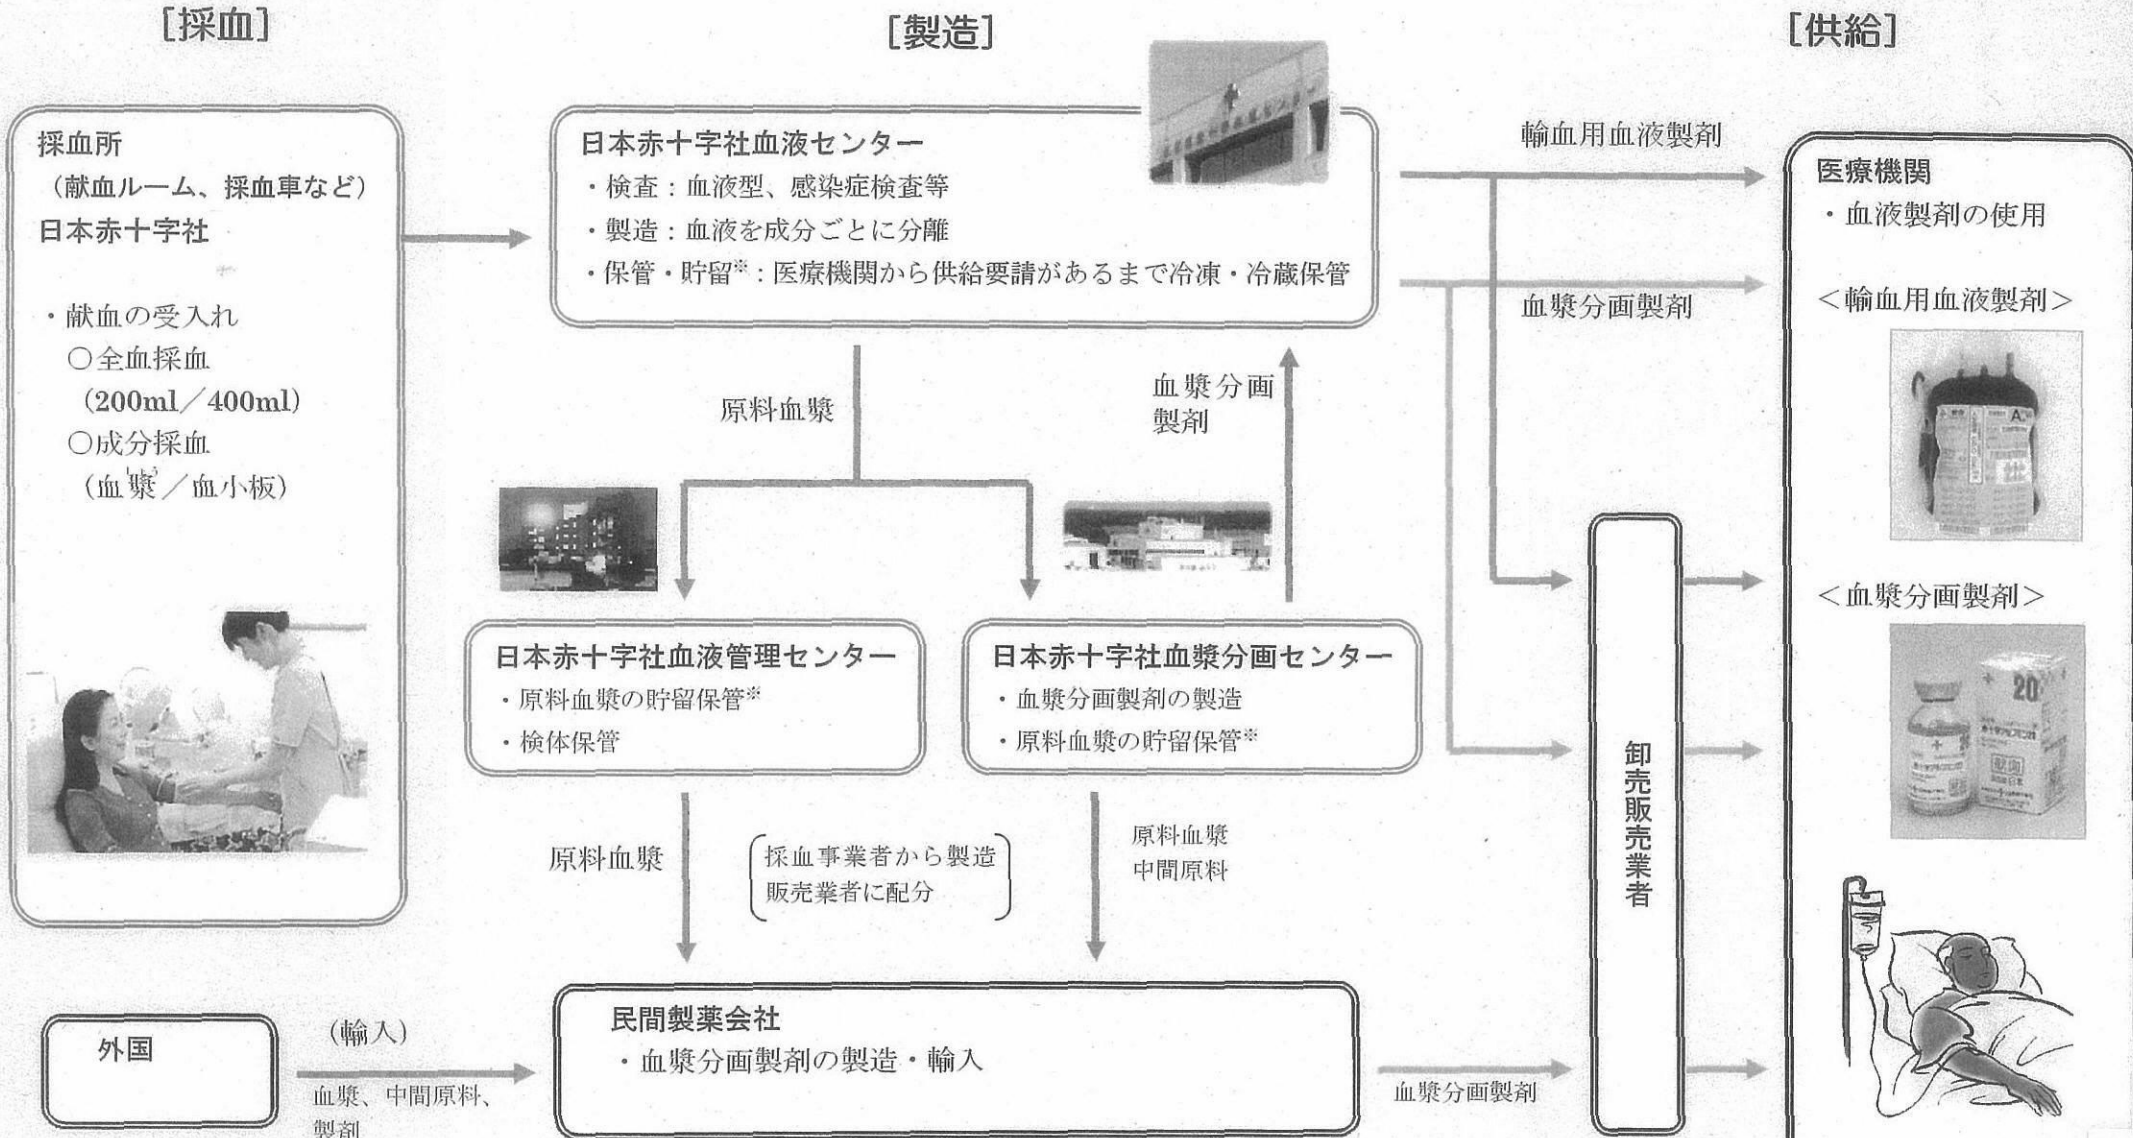 [採血]
[製造]
[供給]
採血所
(献血ルーム、採血車など)
日本赤十字社
・献血の受入れ
○全血採血
(200ml/400ml)
○成分採血
(血漿/血小板)
しょう
日本赤十字社血液センター
・検査:血液型、感染症検査等
・製造:血液を成分ごとに分離
・保管・貯留※:医療機関から供給要請があるまで冷凍・冷蔵保管
原料血漿
血漿分画
製剤
日本赤十字社血液管理センター
・原料血漿の貯留保管※
・検体保管
日本赤十字社血漿分画センター
・血漿分画製剤の製造
・原料血漿の貯留保管※
原料血漿
採血事業者から製造
販売業者に配分
原料血漿
中間原料
外国
(輸入)
血漿、中間原料、
製剤
民間製薬会社
・血漿分画製剤の製造・輸入
血漿分画製剤
輸血用血液製剤
血漿分画製剤
卸売販売業者
医療機関
・血液製剤の使用
<輸血用血液製剤>
A
<血漿分画製剤>
20
献血